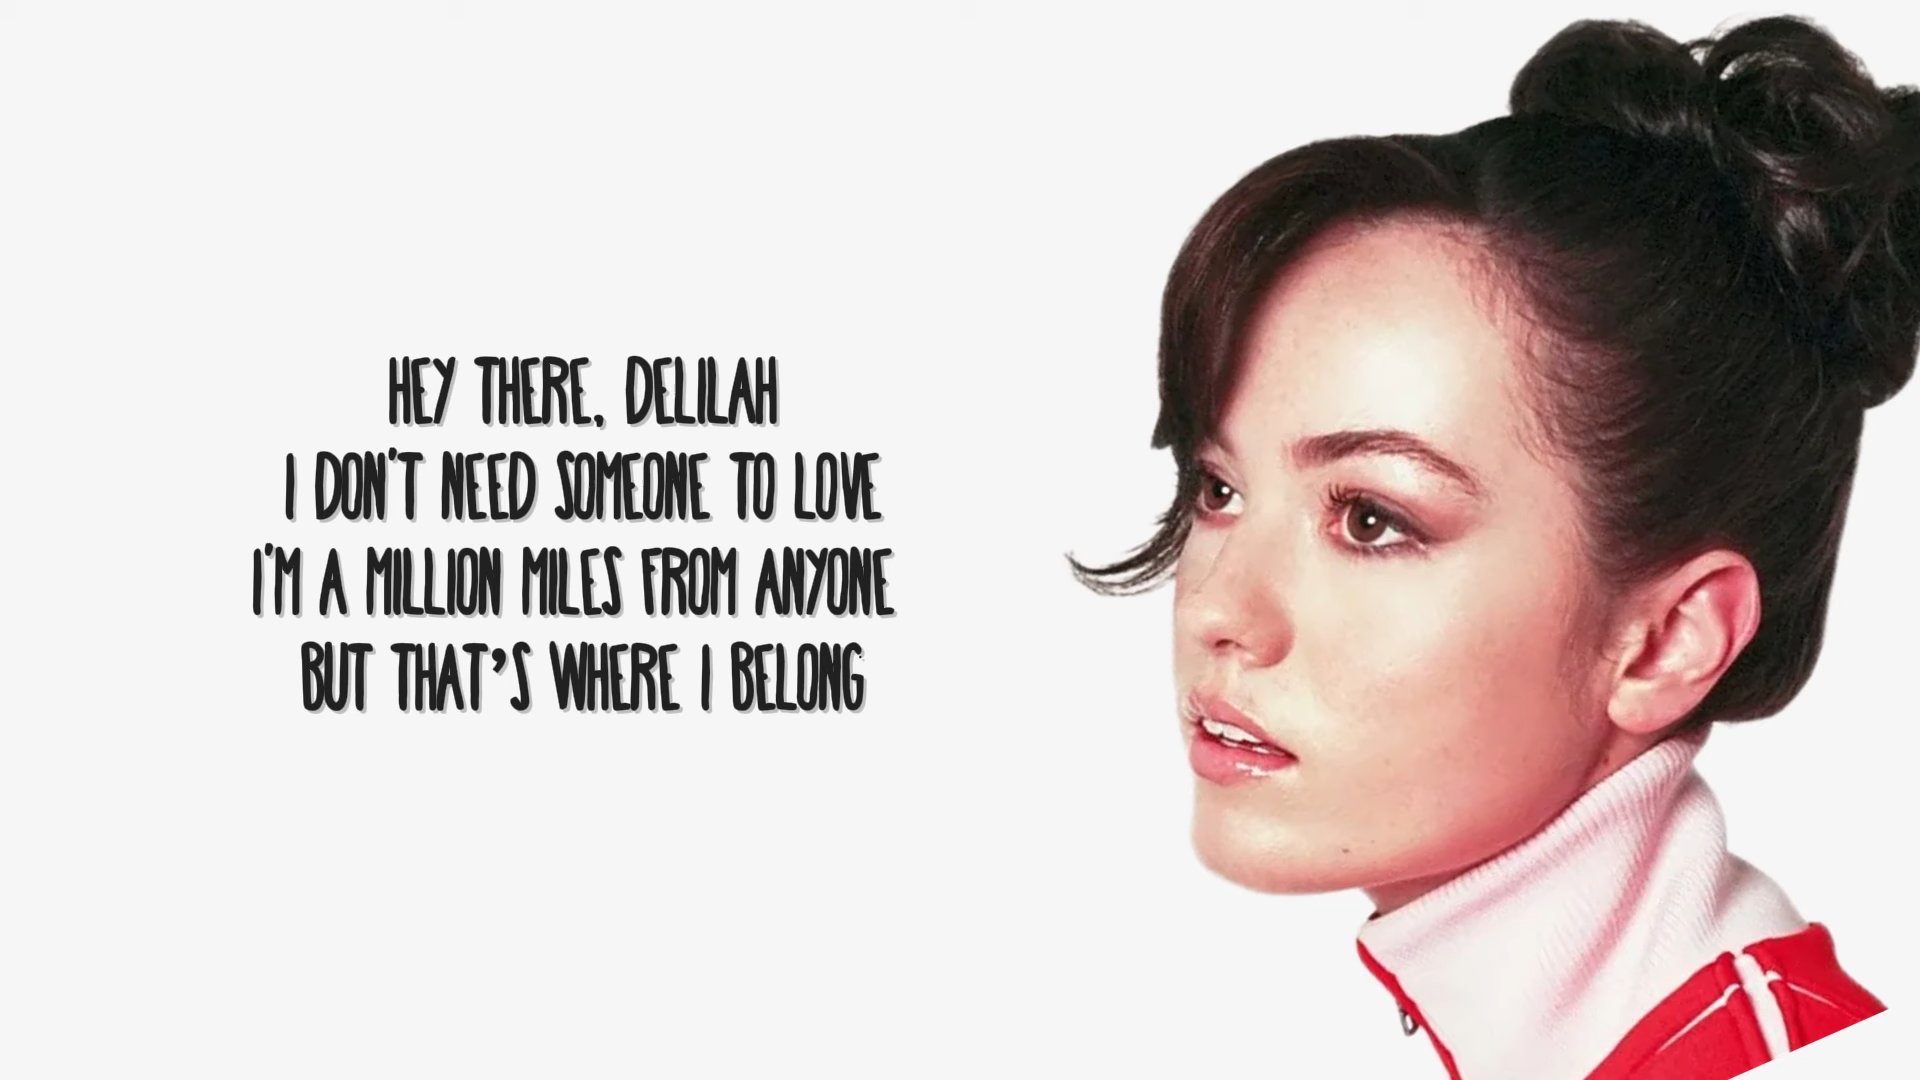 HEY THERE, DELILAH
I DON'T NEED SOMEONE TO LOVE
I'M A MILLION MILES FROM ANYONE
BUT THAT’S WHERE I BELONG